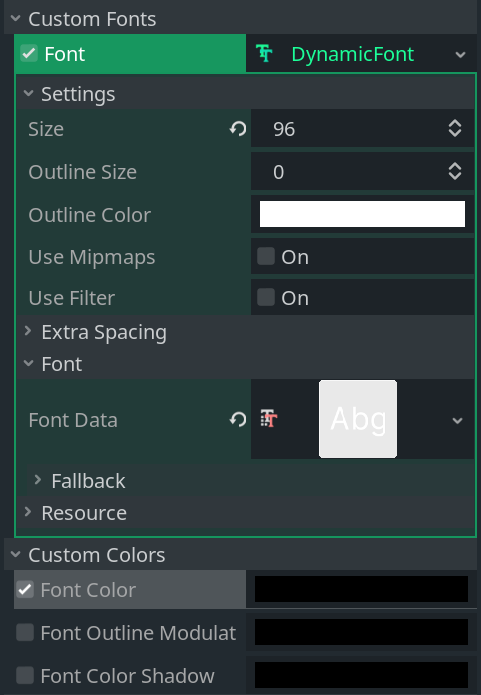 Custom Fonts
Font DynamicFont
Settings
Size 96
Outline Size 0
Outline Color
Use Mipmaps On
Use Filter On
Extra Spacing
Font
Font Data Abg
Fallback
Resource
Custom Colors
Font Color
Font Outline Modulat
Font Color Shadow